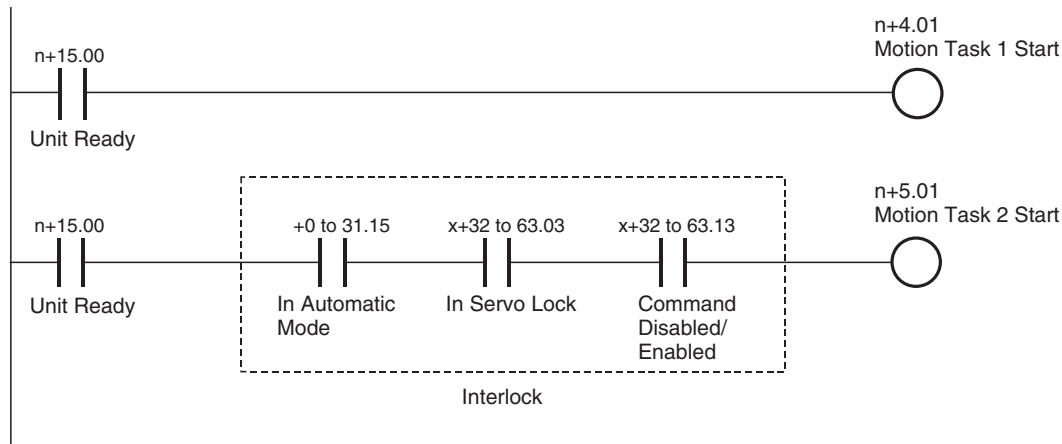 n+4.01
Motion Task 1 Start
n+15.00
Unit Ready
n+5.01
Motion Task 2 Start
n+15.00
+0 to 31.15
x+32 to 63.03
x+32 to 63.13
Unit Ready
In Automatic
Mode
In Servo Lock
Command
Disabled/
Enabled
Interlock